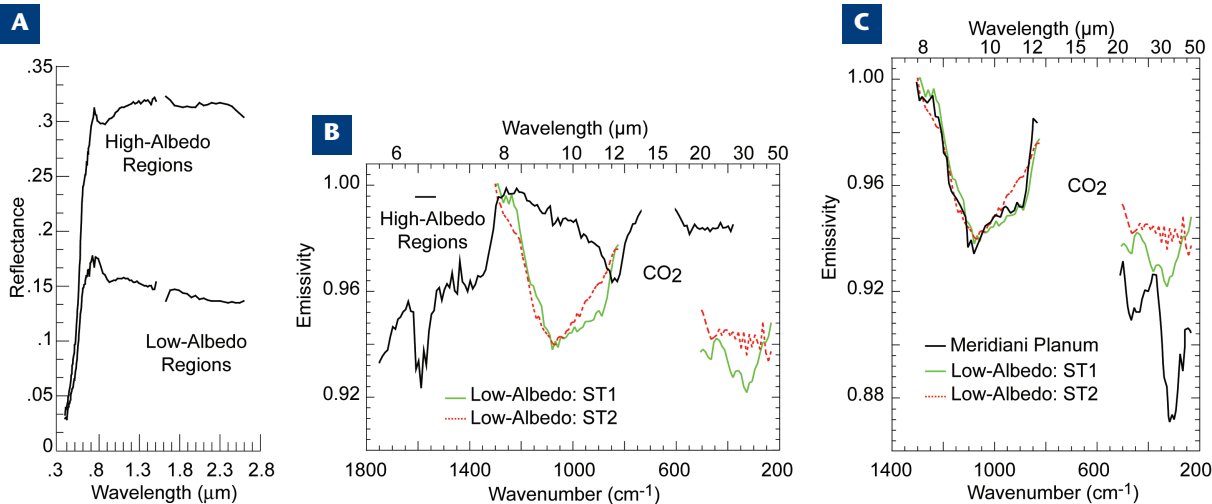 A
.35
.3
.25
.2
.15
.1
.05
0
Reflectance
High-Albedo
Regions
Low-Albedo
Regions
.3 .8 1.3 1.8 2.3 2.8
Wavelength (μm)
B
Wavelength (μm)
6 8 10 12 15 20 30 50
1.00
0.96
0.92
Emissivity
High-Albedo
Regions
CO2
Low-Albedo: ST1
Low-Albedo: ST2
1800 1400 1000 600 200
Wavenumber (cm-1)
C
Wavelength (μm)
8 10 12 15 20 30 50
1.00
0.96
0.92
0.88
Emissivity
CO2
Meridiani Planum
Low-Albedo: ST1
Low-Albedo: ST2
1400 1000 600 200
Wavenumber (cm-1)